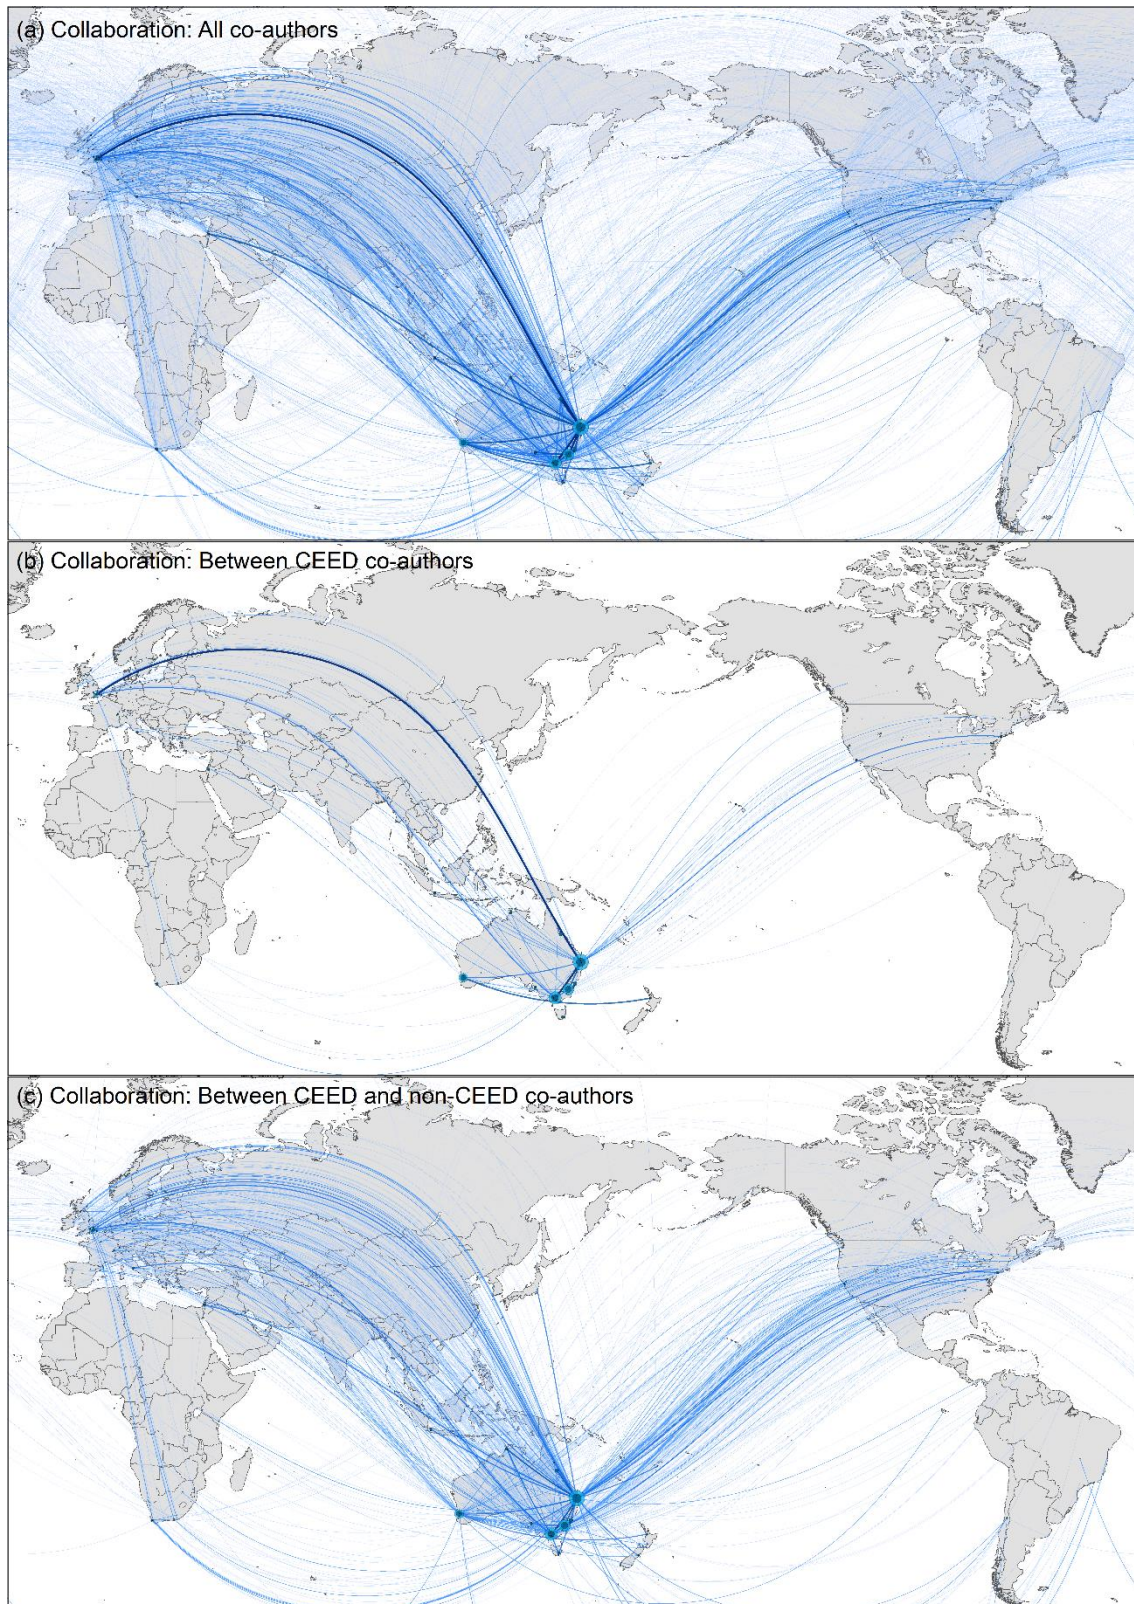 (a) Collaboration: All co-authors
(b) Collaboration: Between CEED co-authors
(c) Collaboration: Between CEED and non-CEED co-authors